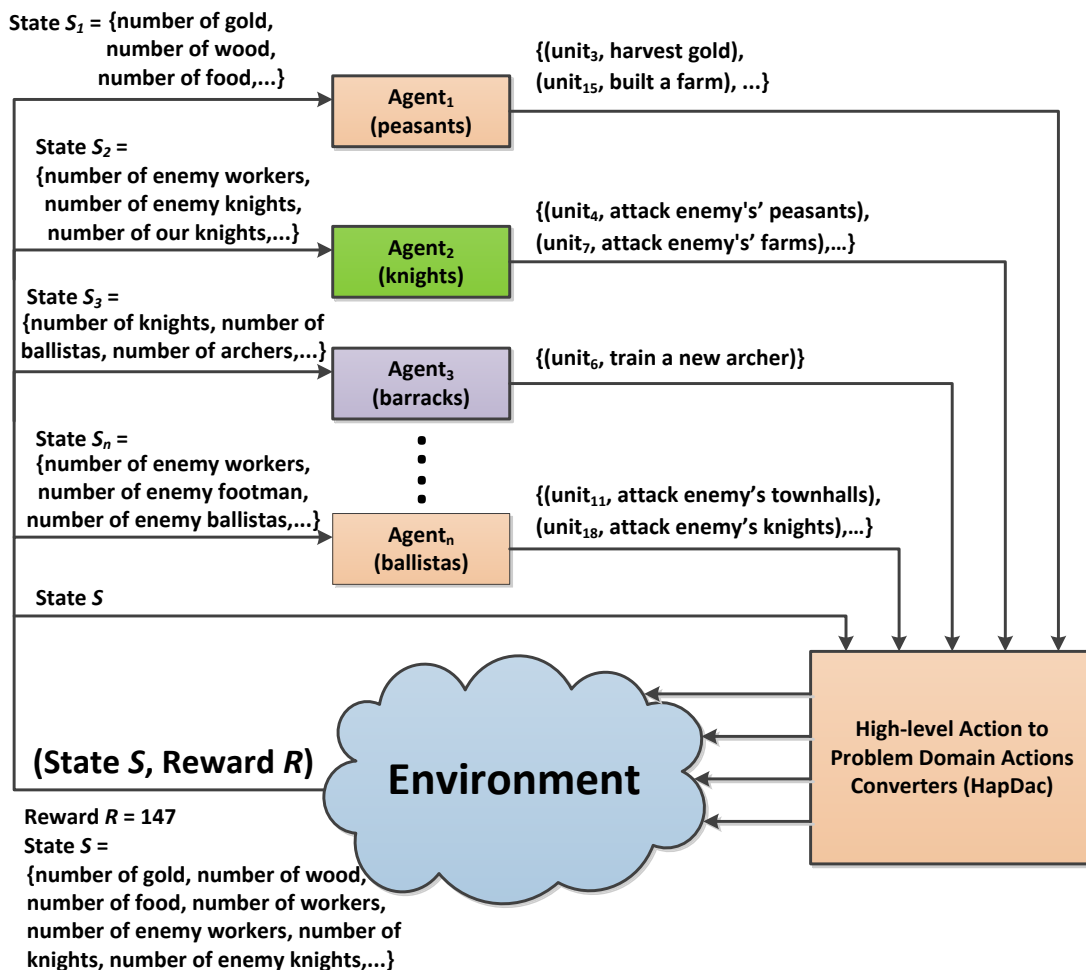 State S₁ = {number of gold,
number of wood,
number of food,...}
{(unit₃, harvest gold),
(unit₁₅, built a farm), ...}
Agent₁
(peasants)
State S₂ =
{number of enemy workers,
number of enemy knights,
number of our knights,...}
{(unit₄, attack enemy's’ peasants),
(unit₇, attack enemy's’ farms),…}
Agent₂
(knights)
State S₃ =
{number of knights, number of
ballistas, number of archers,...}
{(unit₆, train a new archer)}
Agent₃
(barracks)
State Sₙ =
{number of enemy workers,
number of enemy footman,
number of enemy ballistas,...}
{(unit₁₁, attack enemy’s townhalls),
(unit₁₈, attack enemy’s knights),…}
Agentₙ
(ballistas)
State S
High-level Action to
Problem Domain Actions
Converters (HapDac)
Environment
(State S, Reward R)
Reward R = 147
State S =
{number of gold, number of wood,
number of food, number of workers,
number of enemy workers, number of
knights, number of enemy knights,...}